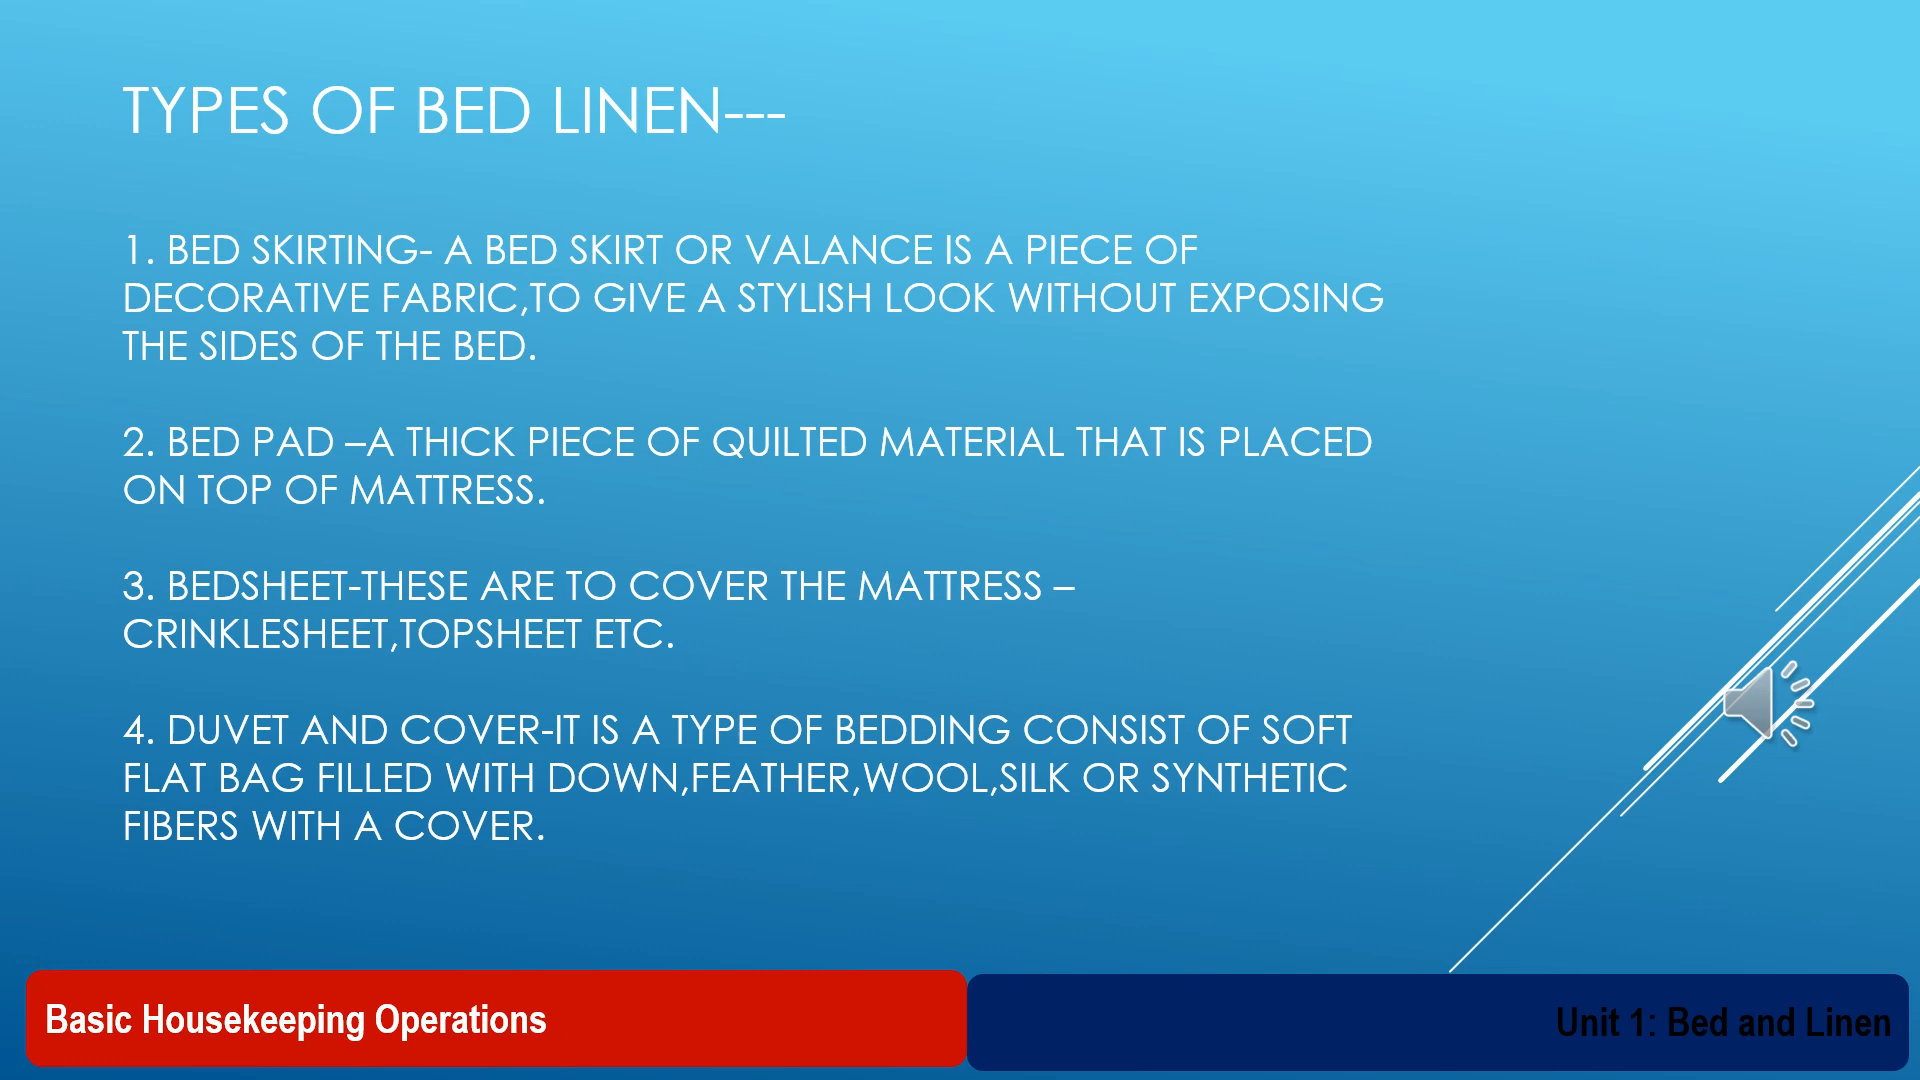 TYPES OF BED LINEN---
1. BED SKIRTING- A BED SKIRT OR VALANCE IS A PIECE OF
DECORATIVE FABRIC,TO GIVE A STYLISH LOOK WITHOUT EXPOSING
THE SIDES OF THE BED.
2. BED PAD –A THICK PIECE OF QUILTED MATERIAL THAT IS PLACED
ON TOP OF MATTRESS.
3. BEDSHEET-THESE ARE TO COVER THE MATTRESS –
CRINKLESHEET,TOPSHEET ETC.
4. DUVET AND COVER-IT IS A TYPE OF BEDDING CONSIST OF SOFT
FLAT BAG FILLED WITH DOWN,FEATHER,WOOL,SILK OR SYNTHETIC
FIBERS WITH A COVER.
Basic Housekeeping Operations
Unit 1: Bed and Linen